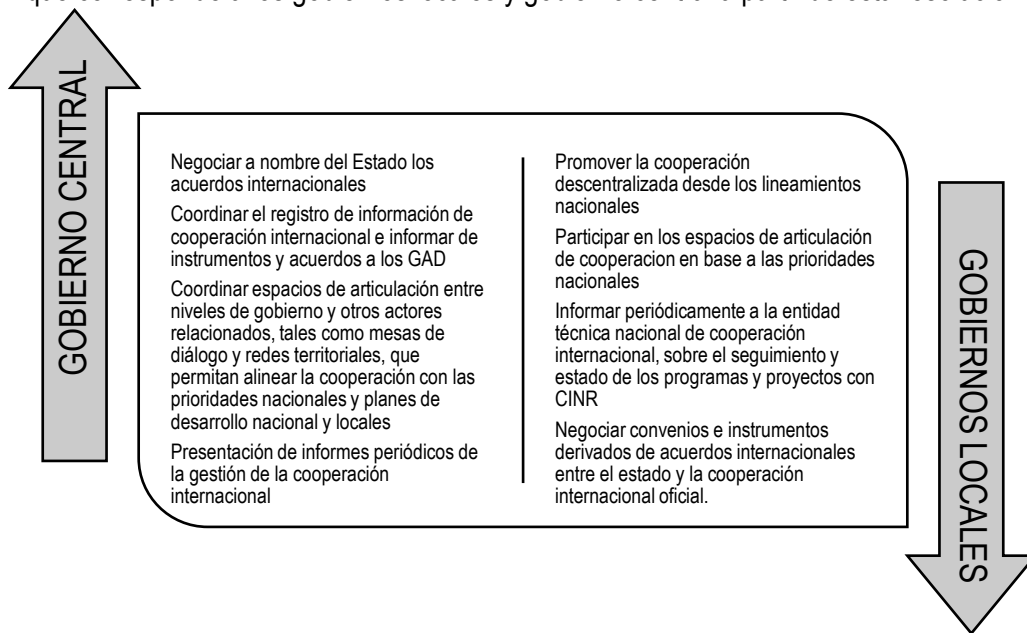 GOBIERNO CENTRAL
Negociar a nombre del Estado los
acuerdos internacionales
Coordinar el registro de información de
cooperación internacional e informar de
instrumentos y acuerdos a los GAD
Coordinar espacios de articulación entre
niveles de gobierno y otros actores
relacionados, tales como mesas de
diálogo y redes territoriales, que
permitan alinear la cooperación con las
prioridades nacionales y planes de
desarrollo nacional y locales
Presentación de informes periódicos de
la gestión de la cooperación
internacional
Promover la cooperación
descentralizada desde los lineamientos
nacionales
Participar en los espacios de articulación
de cooperacion en base a las prioridades
nacionales
Informar periódicamente a la entidad
técnica nacional de cooperación
internacional, sobre el seguimiento y
estado de los programas y proyectos con
CINR
Negociar convenios e instrumentos
derivados de acuerdos internacionales
entre el estado y la cooperación
internacional oficial.
GOBIERNOS LOCALES